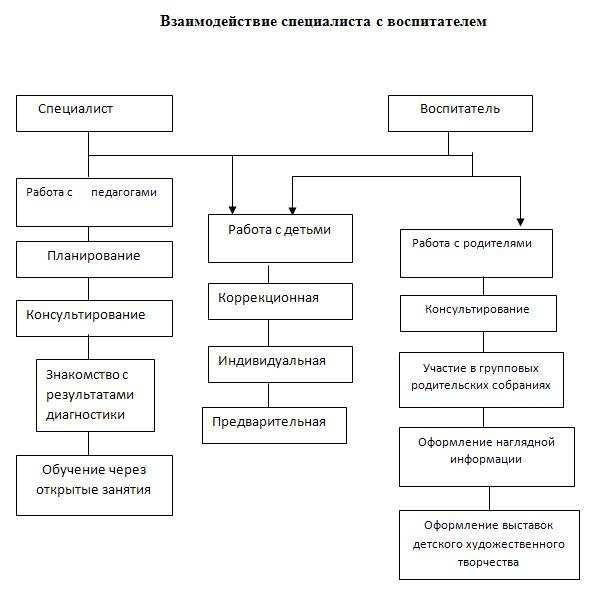 Взаимодействие специалиста с воспитателем
Специалист
Воспитатель
Работа с педагогами
Планирование
Консультирование
Знакомство с
результатами
диагностики
Обучение через
открытые занятия
Работа с детьми
Коррекционная
Индивидуальная
Предварительная
Работа с родителями
Консультирование
Участие в групповых
родительских собраниях
Оформление наглядной
информации
Оформление выставок
детского художественного
творчества